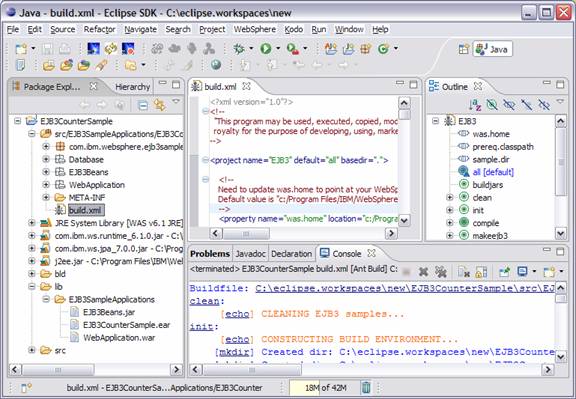 Java - build.xml - Eclipse SDK - C:\eclipse.workspaces\new
File Edit Source Refactor Navigate Search Project WebSphere Kodo Run Window Help
Java
Package Expl...
Hierarchy
EJB3CounterSample
src/EJB3SampleApplications/EJB3Co
com.ibm.websphere.ejb3sample
Database
EJB3Beans
WebApplication
META-INF
build.xml
JRE System Library [WAS v6.1 JRE]
com.ibm.ws.runtime_6.1.0.jar - C:
com.ibm.ws.jpa_7.0.0.jar - C:\Pro
j2ee.jar - C:\Program Files\IBM\We
bld
lib
EJB3SampleApplications
EJB3Beans.jar
EJB3CounterSample.ear
WebApplication.war
src
build.xml
<?xml version="1.0"?>
<!--
"This program may be used, executed, copied, mod
royalty for the purpose of developing, using, marke
-->
<project name="EJB3" default="all" basedir=".">
<!--
Need to update was.home to point at your WebSp
Default value is "c:/Program Files/IBM/WebSphere
-->
<property name="was.home" location="c:/Progra
Outline
EJB3
was.home
prereq.classpath
sample.dir
all [default]
buildjars
clean
init
compile
makeejb3
Problems Javadoc Declaration Console
<terminated> EJB3CounterSample build.xml [Ant Build] C:
Buildfile: C:\eclipse.workspaces\new\EJB3CounterSample\src\EJ
clean:
[echo] CLEANING EJB3 samples...
init:
[echo] CONSTRUCTING BUILD ENVIRONMENT...
[mkdir] Created dir: C:\eclipse.workspaces\new\EJB3Counter
build.xml - EJB3CounterSa...Applications/EJB3Counter
18M of 42M